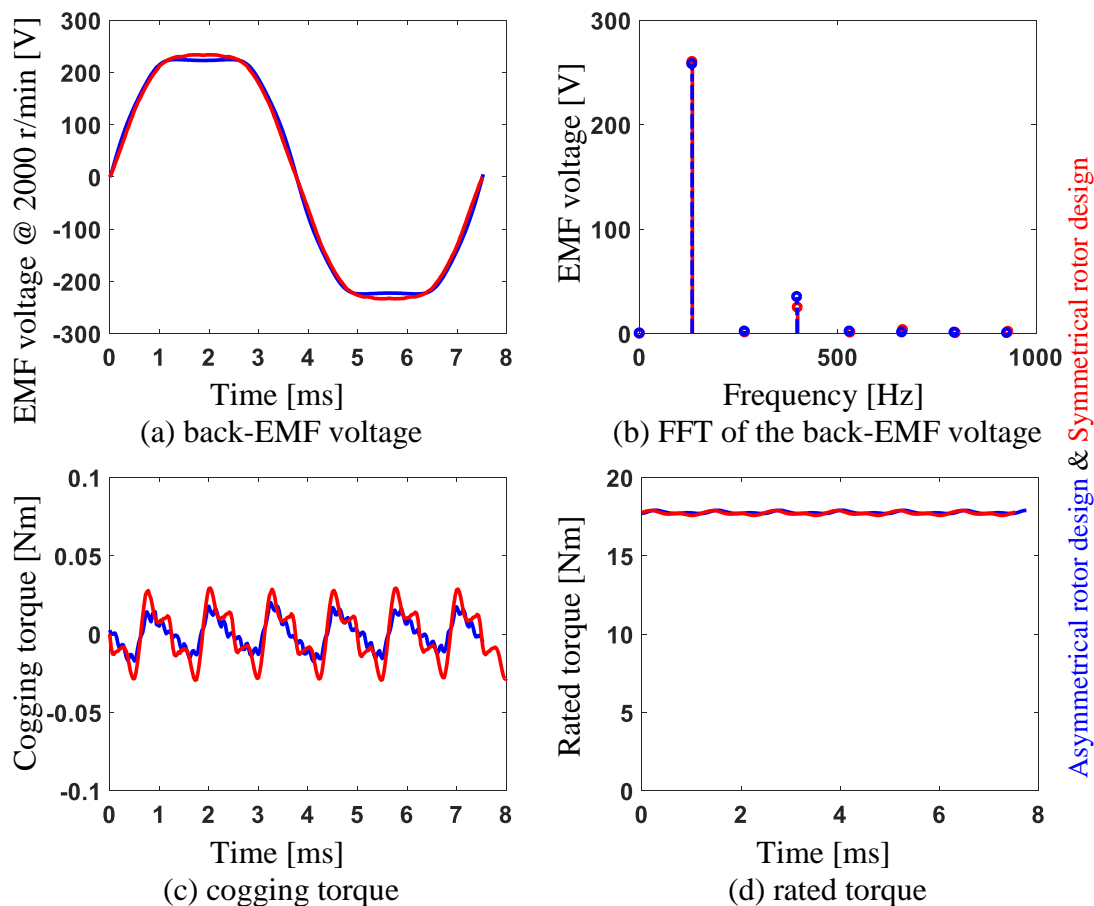 EMF voltage @ 2000 r/min [V]
300
200
100
0
-100
-200
-300
0 1 2 3 4 5 6 7 8
Time [ms]
(a) back-EMF voltage
EMF voltage [V]
300
200
100
0
0 500 1000
Frequency [Hz]
(b) FFT of the back-EMF voltage
Cogging torque [Nm]
0.1
0.05
0
-0.05
-0.1
0 1 2 3 4 5 6 7 8
Time [ms]
(c) cogging torque
Rated torque [Nm]
20
15
10
5
0
0 2 4 6 8
Time [ms]
(d) rated torque
Asymmetrical rotor design & Symmetrical rotor design